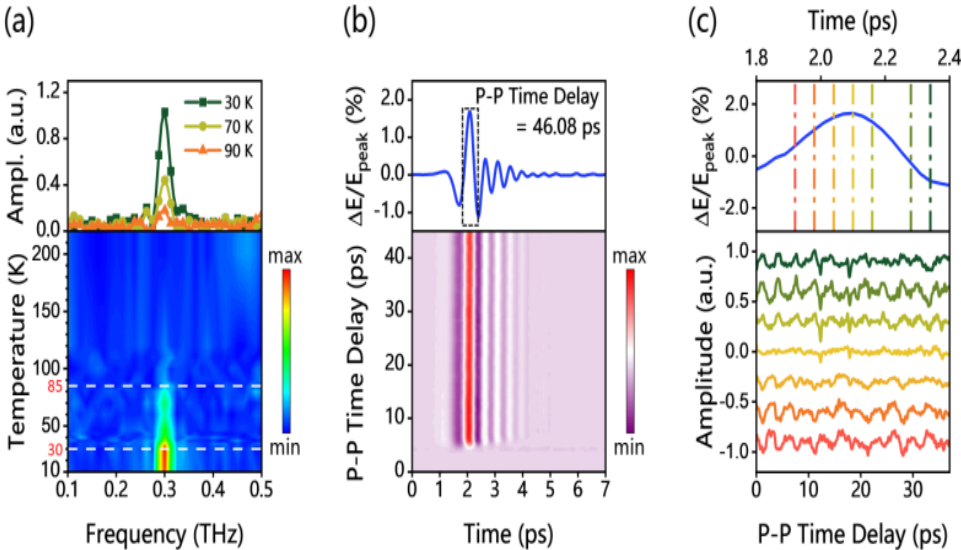 (a)
Ampl. (a.u.)
1.2
0.8
0.4
0.0
30 K
70 K
90 K
Temperature (K)
200
150
100
85
50
30
10
max
min
0.1 0.2 0.3 0.4 0.5
Frequency (THz)
(b)
ΔE/Epeak (%)
2.0
1.0
0.0
-1.0
P-P Time Delay
= 46.08 ps
P-P Time Delay (ps)
40
30
20
10
0
max
min
0 1 2 3 4 5 6 7
Time (ps)
(c)
Time (ps)
1.8 2.0 2.2 2.4
ΔE/Epeak (%)
2.0
0.0
-2.0
Amplitude (a.u.)
1.0
0.5
0.0
-0.5
-1.0
0 10 20 30
P-P Time Delay (ps)